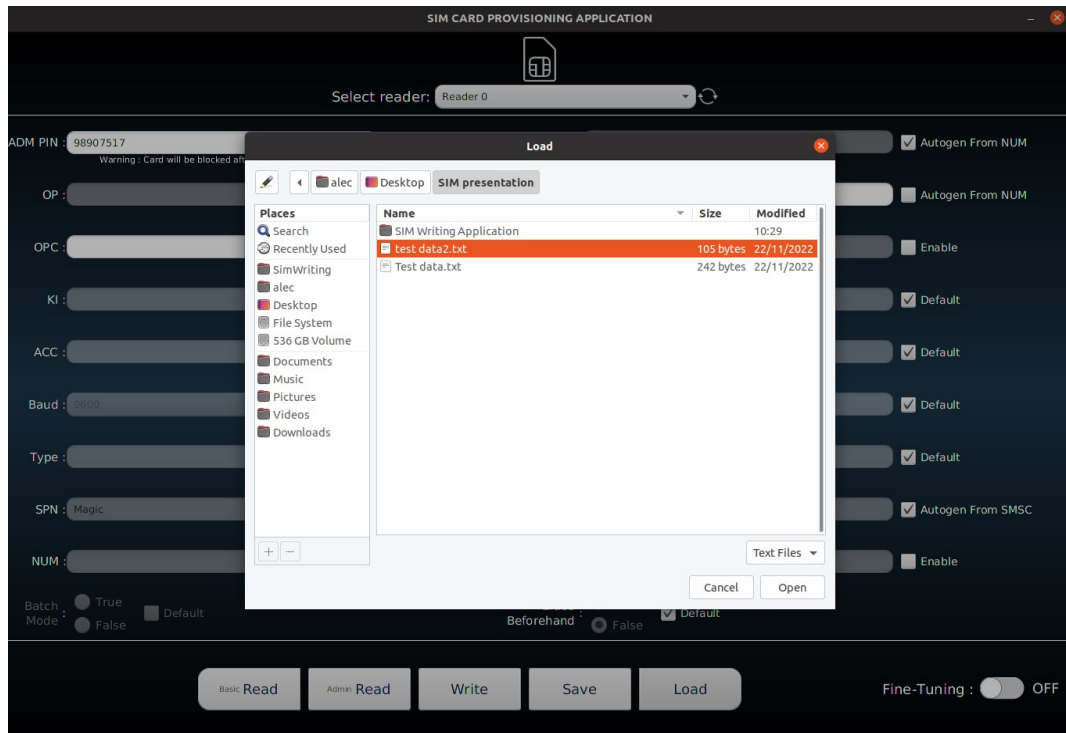 SIM CARD PROVISIONING APPLICATION
Select reader: Reader 0
ADM PIN : 98907517
Autogen From NUM
Warning : Card will be blocked aft
OP :
Autogen From NUM
OPC :
Enable
KI :
Default
ACC :
Default
Baud : 9600
Default
Type :
Default
SPN : Magic
Autogen From SMSC
NUM :
Enable
Batch Mode :
True
False
Default
Beforehand :
False
Default
Load
alec
Desktop
SIM presentation
Places
Search
Recently Used
SimWriting
alec
Desktop
File System
536 GB Volume
Documents
Music
Pictures
Videos
Downloads
Name Size Modified
SIM Writing Application 10:29
test data2.txt 105 bytes 22/11/2022
Test data.txt 242 bytes 22/11/2022
Text Files
Cancel
Open
Basic Read
Admin Read
Write
Save
Load
Fine-Tuning : OFF